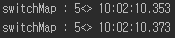 switchMap : 5<> 10:02:10.353
switchMap : 5<> 10:02:10.373